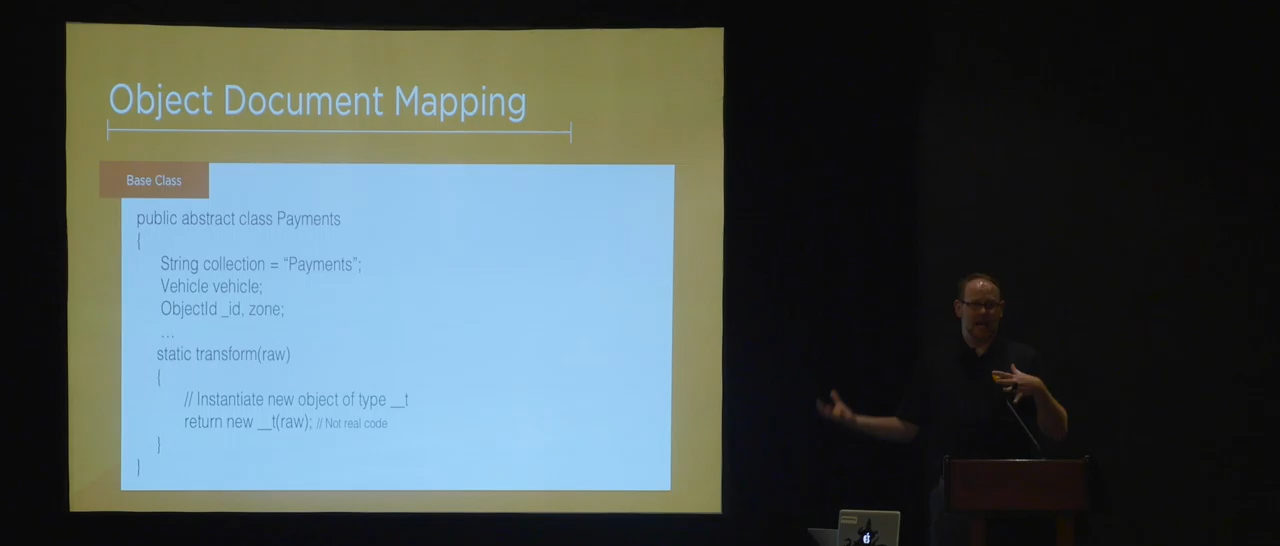 Object Document Mapping
Base Class
public abstract class Payments
{
String collection = “Payments”;
Vehicle vehicle;
ObjectId _id, zone;
...
static transform(raw)
{
// Instantiate new object of type __t
return new __t(raw); // Not real code
}
}